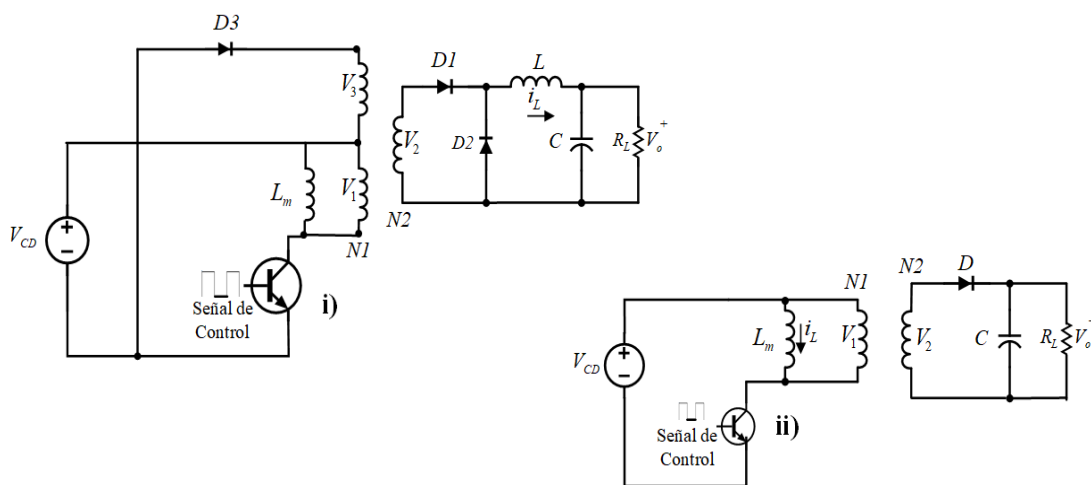 D3
D1
L
V3
iL
V2
D2
C
RL
Vo
+
Lm
V1
VCD
+
−
N2
N1
Señal de
Control
i)
N1
N2
D
Lm
iL
V1
V2
C
RL
Vo
+
VCD
+
−
Señal de
Control
ii)